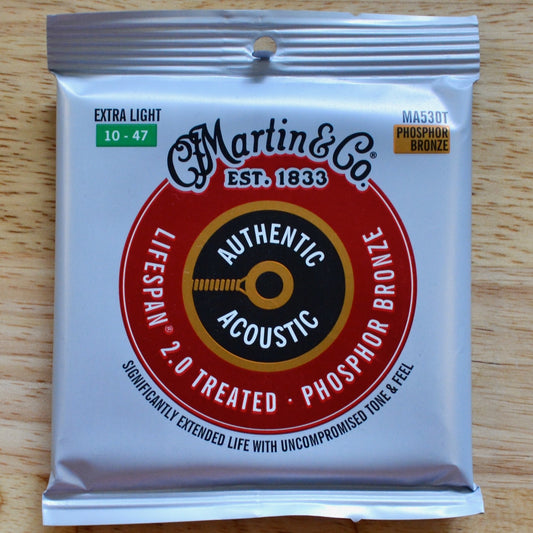 EXTRA LIGHT
10 - 47
MA530T
PHOSPHOR
BRONZE
CF Martin & Co.®
EST. 1833
AUTHENTIC
ACOUSTIC
LIFESPAN® 2.0 TREATED · PHOSPHOR BRONZE
SIGNIFICANTLY EXTENDED LIFE WITH UNCOMPROMISED TONE & FEEL